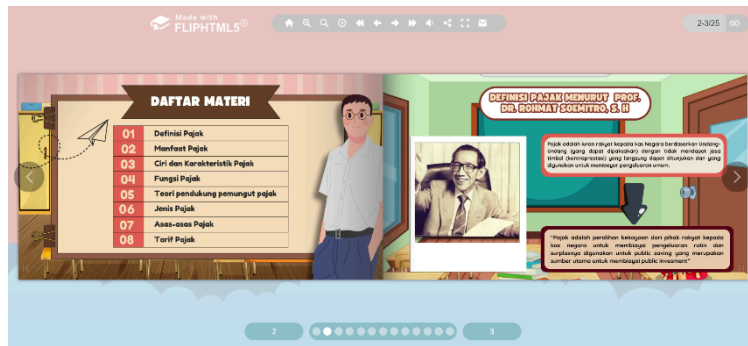 Made with
FLIPHTML5
2-3/25
GO
DAFTAR MATERI
01 Definisi Pajak
02 Manfaat Pajak
03 Ciri dan Karakteristik Pajak
04 Fungsi Pajak
05 Teori pendukung pemungut pajak
06 Jenis Pajak
07 Asas-asas Pajak
08 Tarif Pajak
DEFINISI PAJAK MENURUT PROF.
DR. ROHMAT SOEMITRO, S. H
Pajak adalah iuran rakyat kepada kas Negara berdasarkan Undang-
Undang (yang dapat dipaksakan) dengan tidak mendapat jasa
timbal (kontraprestasi) yang langsung dapat ditunjukan dan yang
digunakan untuk membayar pengeluaran umum.
"Pajak adalah peralihan kekayaan dari pihak rakyat kepada
kas negara untuk membiayai pengeluaran rutin dan
surplusnya digunakan untuk public saving yang merupakan
sumber utama untuk membiayai public invesment"
2
3